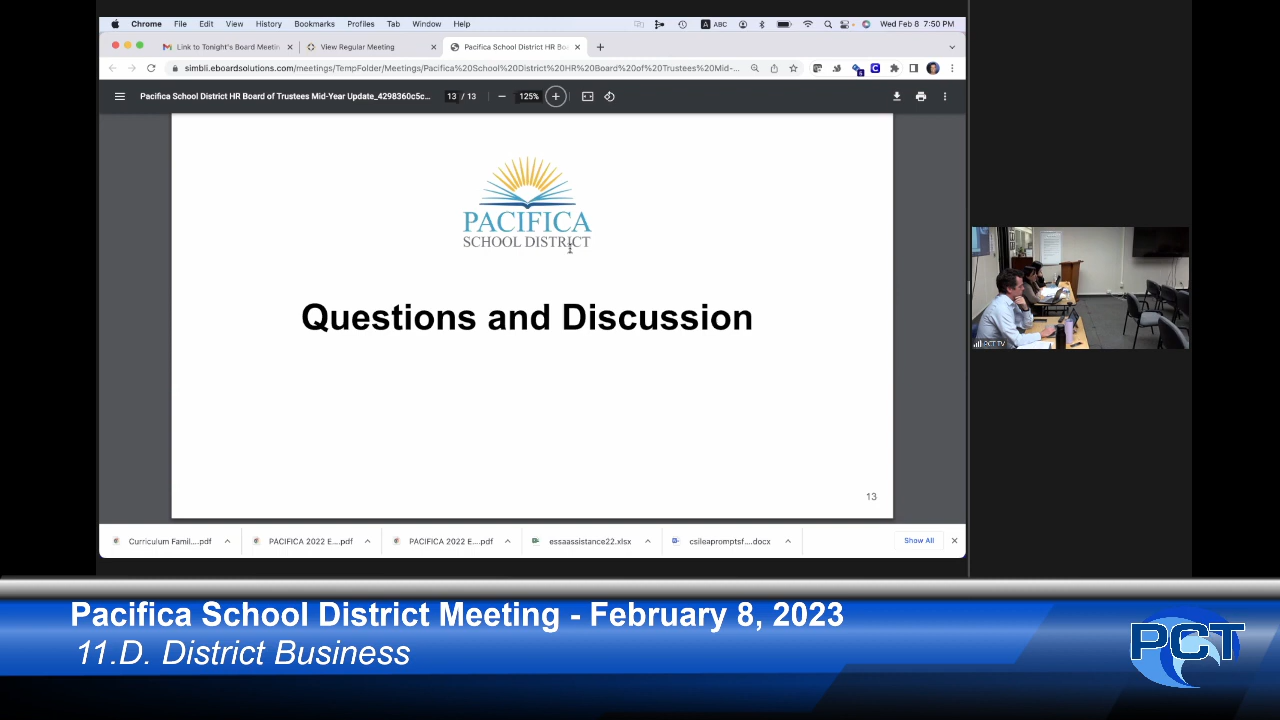 Chrome File Edit View History Bookmarks Profiles Tab Window Help
A ABC
Wed Feb 8 7:50 PM
Link to Tonight's Board Meetin
View Regular Meeting
Pacifica School District HR Bo
simbli.eboardsolutions.com/meetings/TempFolder/Meetings/Pacifica%20School%20District%20HR%20Board%20of%20Trustees%20Mid-...
Pacifica School District HR Board of Trustees Mid-Year Update_4298360c5c...
13 / 13
125%
PACIFICA
SCHOOL DISTRICT
Questions and Discussion
13
PCT TV
Curriculum Famil....pdf
PACIFICA 2022 E....pdf
PACIFICA 2022 E....pdf
essaassistance22.xlsx
csileapromptsf....docx
Show All
Pacifica School District Meeting - February 8, 2023
11.D. District Business
PCT